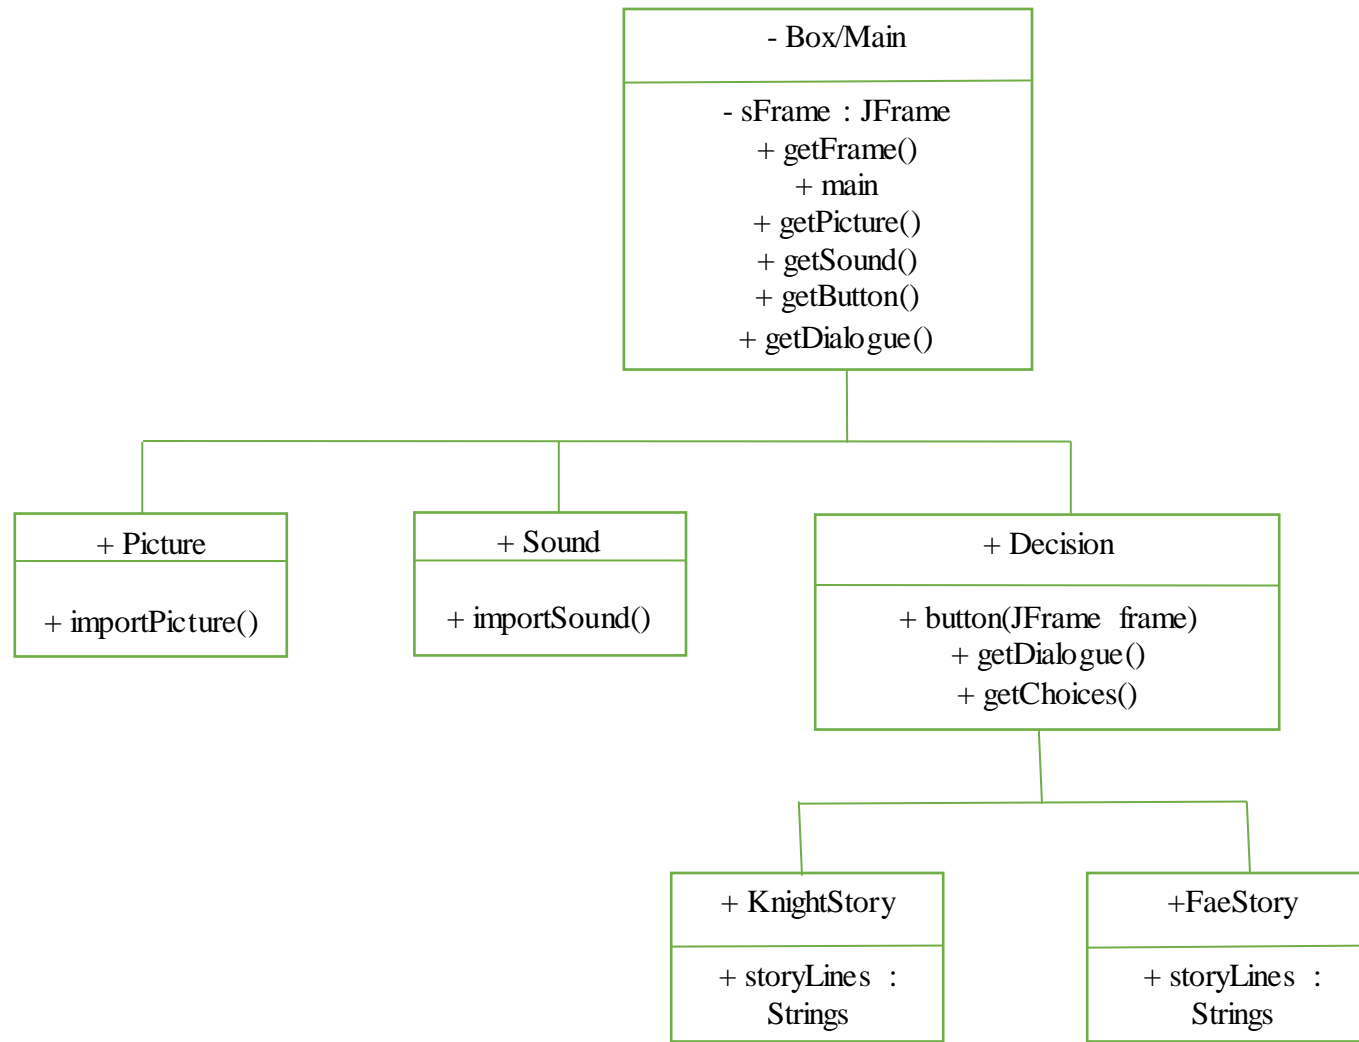 - Box/Main
- sFrame : JFrame
+ getFrame()
+ main
+ getPicture()
+ getSound()
+ getButton()
+ getDialogue()
+ Picture
+ importPicture()
+ Sound
+ importSound()
+ Decision
+ button(JFrame frame)
+ getDialogue()
+ getChoices()
+ KnightStory
+ storyLines :
Strings
+FaeStory
+ storyLines :
Strings